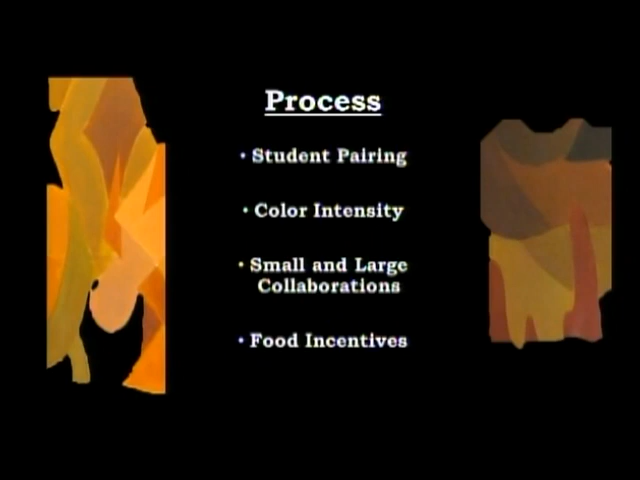 Process
• Student Pairing
• Color Intensity
• Small and Large
Collaborations
• Food Incentives